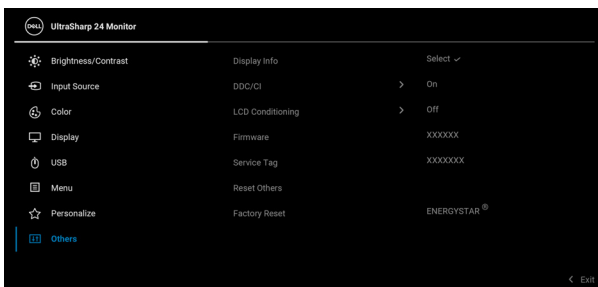 DELL UltraSharp 24 Monitor
Brightness/Contrast Display Info Select ✓
Input Source DDC/CI > On
Color LCD Conditioning > Off
Display Firmware XXXXXX
USB Service Tag XXXXXXX
Menu Reset Others
Personalize Factory Reset ENERGYSTAR ®
Others
< Exit